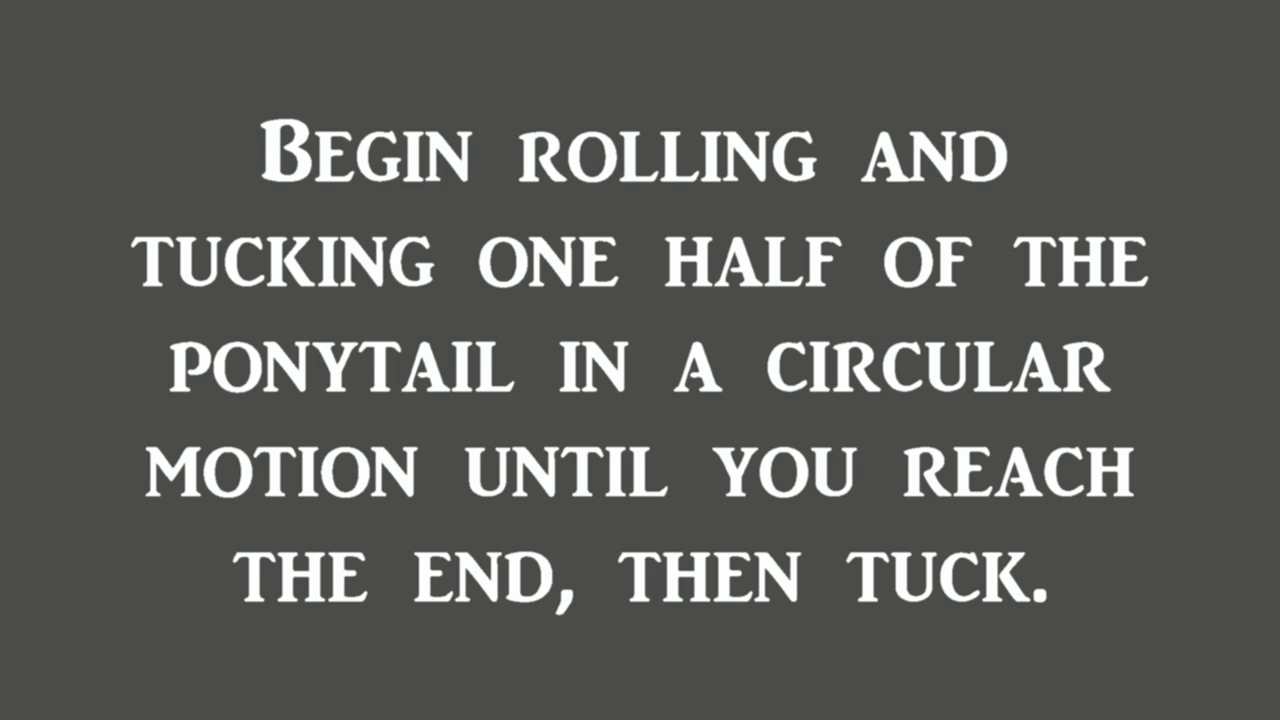 Begin rolling and
tucking one half of the
ponytail in a circular
motion until you reach
the end, then tuck.